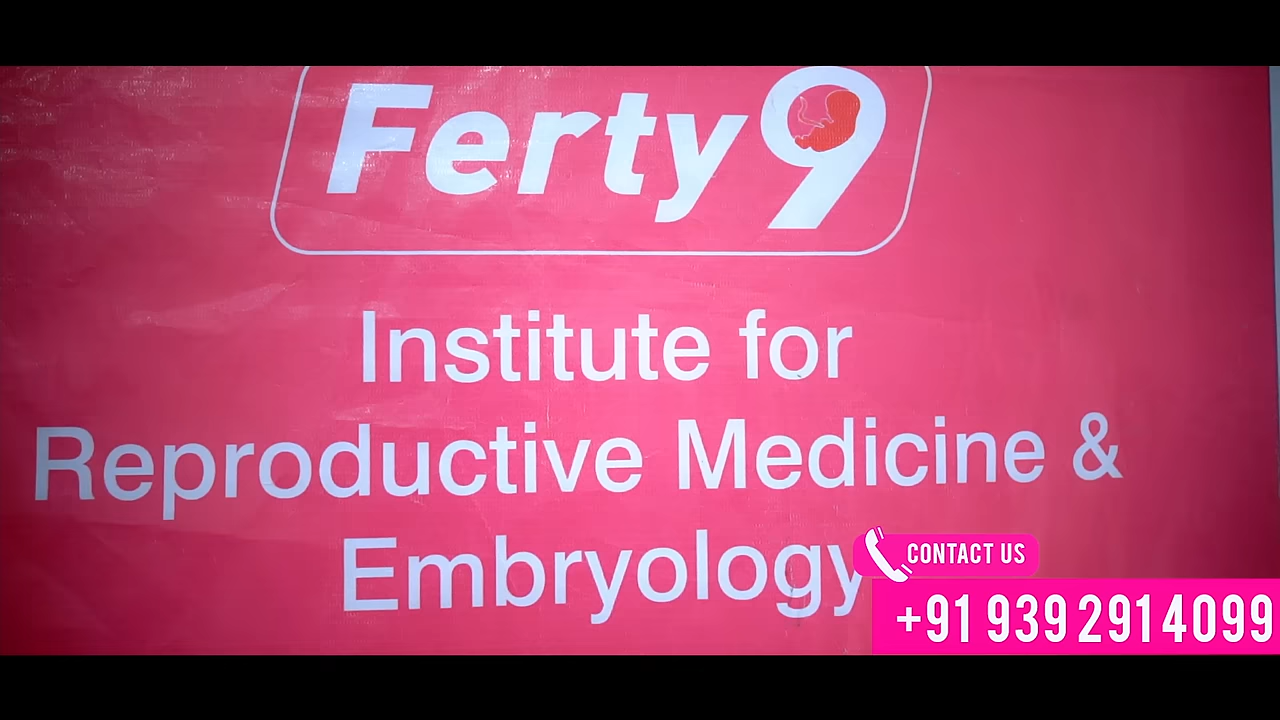 Ferty9
Institute for
Reproductive Medicine &
Embryology
CONTACT US
+91 939 291 4099